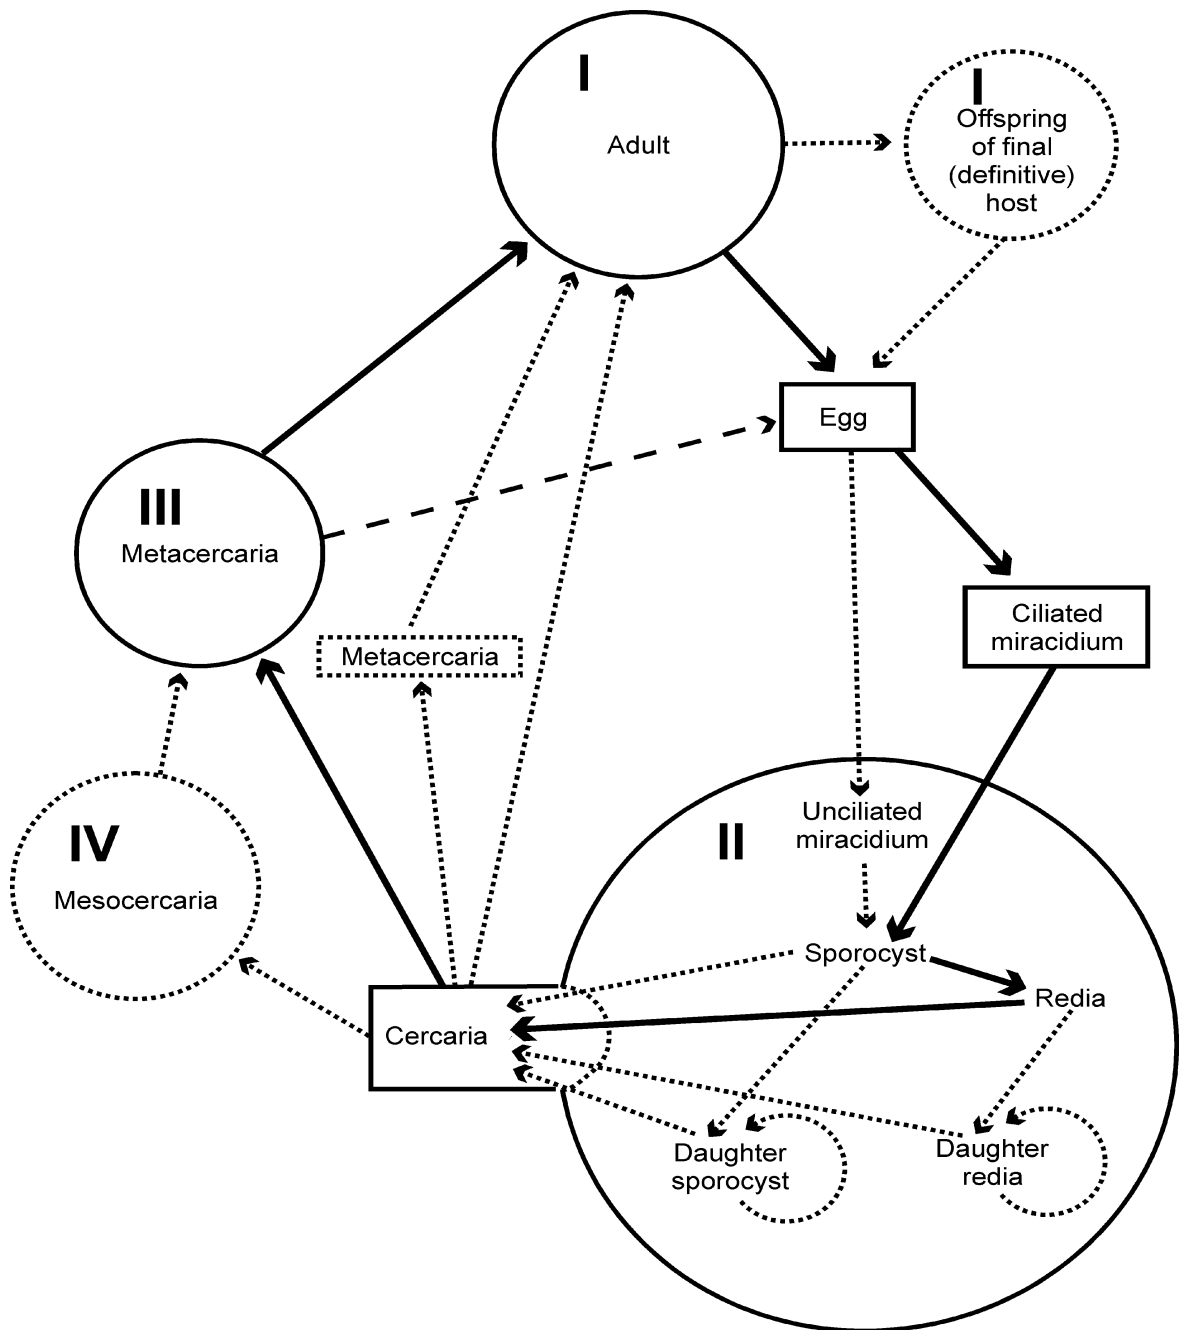 I
Adult
I
Offspring
of final
(definitive)
host
Egg
III
Metacercaria
Ciliated
miracidium
Metacercaria
Unciliated
miracidium
II
IV
Mesocercaria
Sporocyst
Redia
Cercaria
Daughter
sporocyst
Daughter
redia